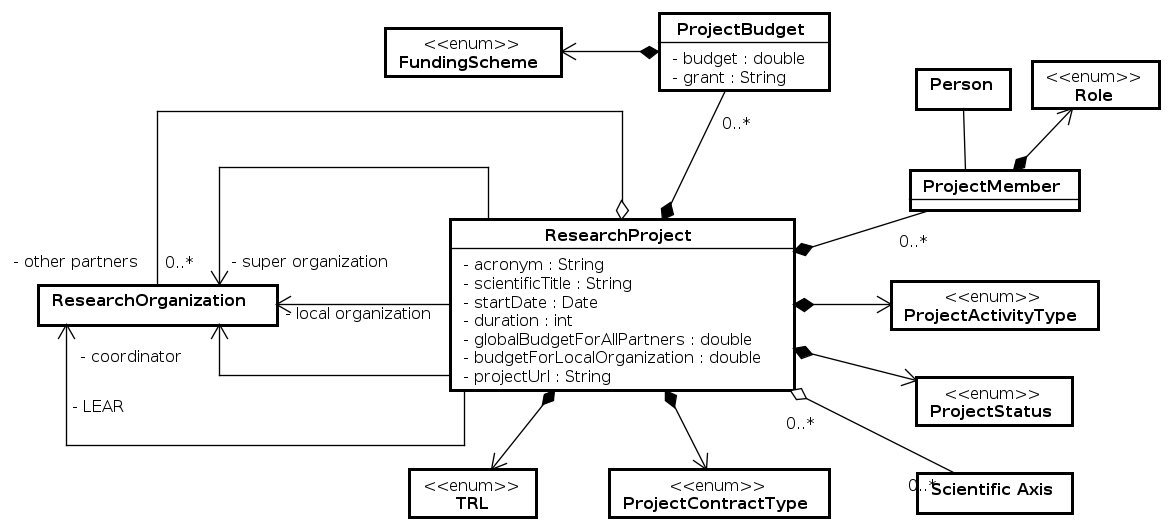 ProjectBudget
- budget : double
- grant : String
<<enum>>
FundingScheme
0..*
Person
<<enum>>
Role
ProjectMember
0..*
- other partners
0..*
- super organization
ResearchOrganization
- local organization
- coordinator
- LEAR
ResearchProject
- acronym : String
- scientificTitle : String
- startDate : Date
- duration : int
- globalBudgetForAllPartners : double
- budgetForLocalOrganization : double
- projectUrl : String
<<enum>>
ProjectActivityType
<<enum>>
ProjectStatus
0..*
0..*
Scientific Axis
<<enum>>
TRL
<<enum>>
ProjectContractType